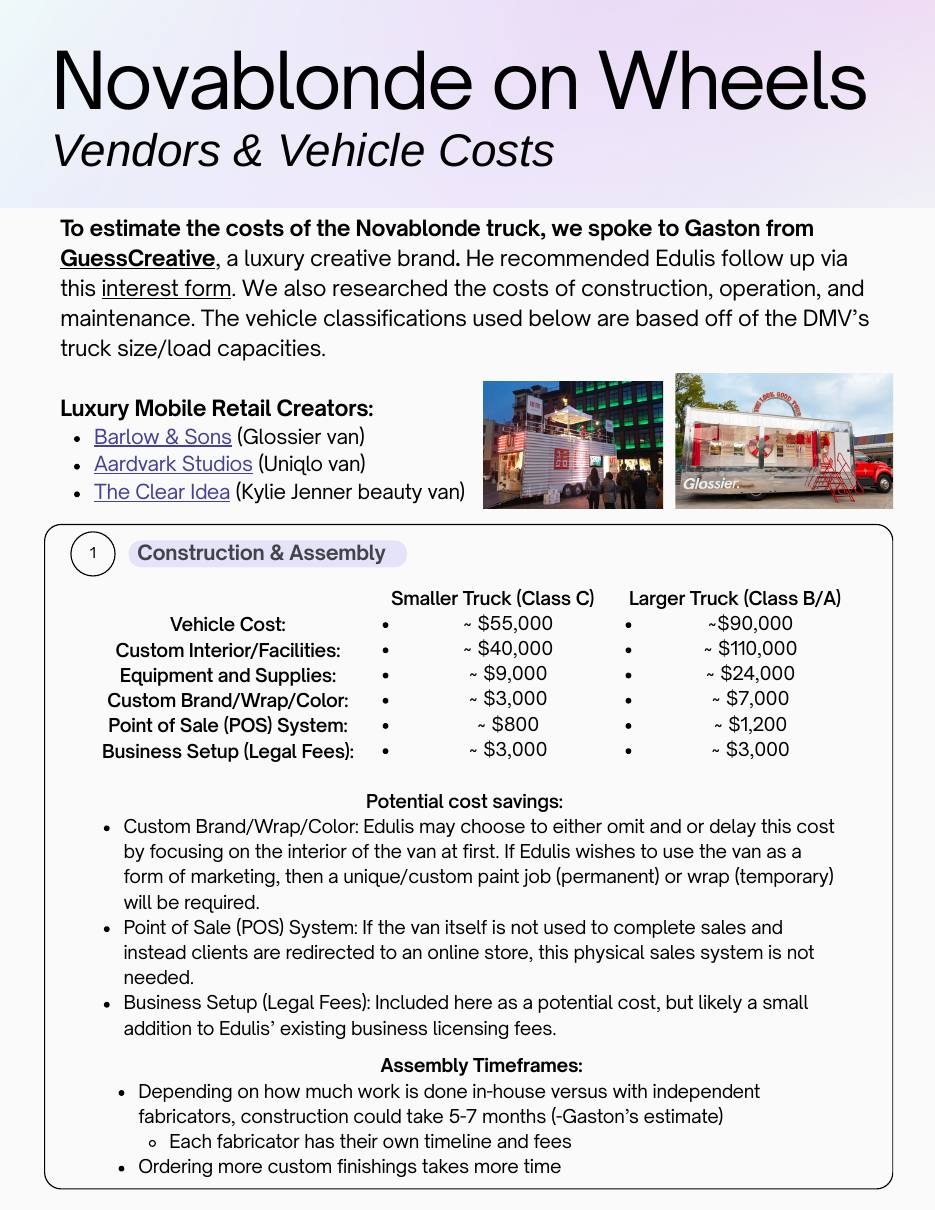 Novablonde on Wheels
Vendors & Vehicle Costs
To estimate the costs of the Novablonde truck, we spoke to Gaston from
GuessCreative, a luxury creative brand. He recommended Edulis follow up via
this interest form. We also researched the costs of construction, operation, and
maintenance. The vehicle classifications used below are based off of the DMV’s
truck size/load capacities.
Luxury Mobile Retail Creators:
• Barlow & Sons (Glossier van)
• Aardvark Studios (Uniqlo van)
• The Clear Idea (Kylie Jenner beauty van)
Glossier.
1 Construction & Assembly
Smaller Truck (Class C) Larger Truck (Class B/A)
Vehicle Cost: • ~ $55,000 • ~$90,000
Custom Interior/Facilities: • ~ $40,000 • ~ $110,000
Equipment and Supplies: • ~ $9,000 • ~ $24,000
Custom Brand/Wrap/Color: • ~ $3,000 • ~ $7,000
Point of Sale (POS) System: • ~ $800 • ~ $1,200
Business Setup (Legal Fees): • ~ $3,000 • ~ $3,000
Potential cost savings:
• Custom Brand/Wrap/Color: Edulis may choose to either omit and or delay this cost
by focusing on the interior of the van at first. If Edulis wishes to use the van as a
form of marketing, then a unique/custom paint job (permanent) or wrap (temporary)
will be required.
• Point of Sale (POS) System: If the van itself is not used to complete sales and
instead clients are redirected to an online store, this physical sales system is not
needed.
• Business Setup (Legal Fees): Included here as a potential cost, but likely a small
addition to Edulis’ existing business licensing fees.
Assembly Timeframes:
• Depending on how much work is done in-house versus with independent
fabricators, construction could take 5-7 months (-Gaston’s estimate)
◦ Each fabricator has their own timeline and fees
• Ordering more custom finishings takes more time